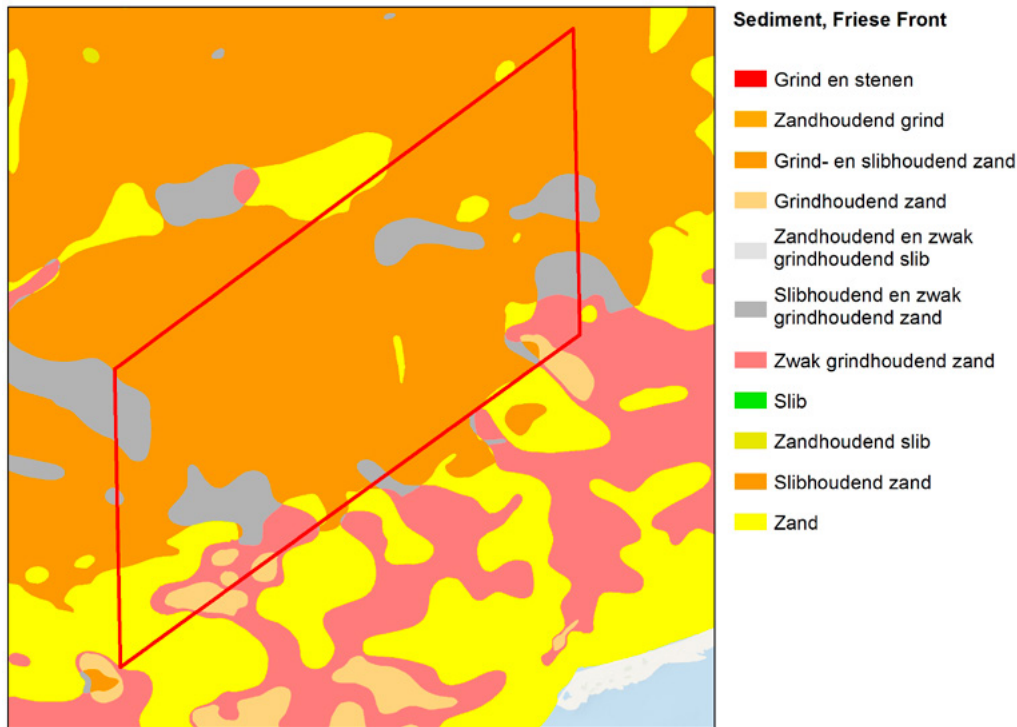 Sediment, Friese Front
Grind en stenen
Zandhoudend grind
Grind- en slibhoudend zand
Grindhoudend zand
Zandhoudend en zwak
grindhoudend slib
Slibhoudend en zwak
grindhoudend zand
Zwak grindhoudend zand
Slib
Zandhoudend slib
Slibhoudend zand
Zand